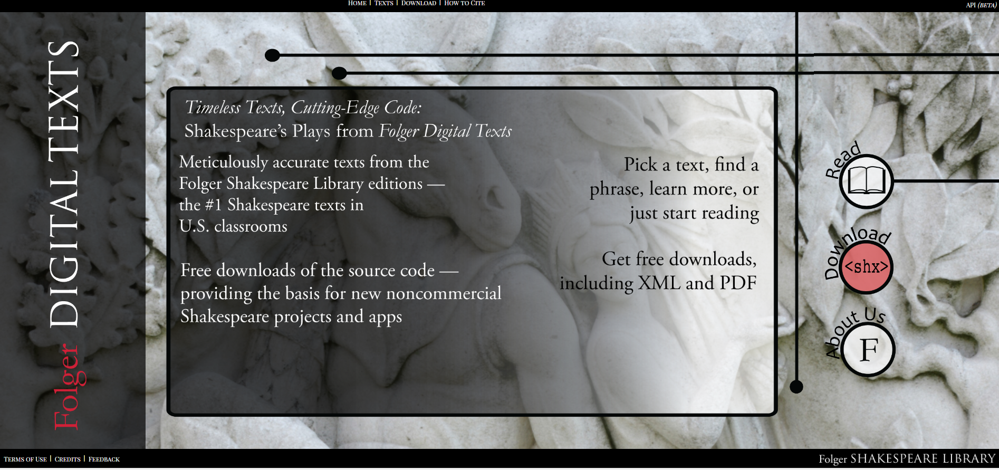 HOME | TEXTS | DOWNLOAD | HOW TO CITE
API (BETA)
Folger DIGITAL TEXTS
Timeless Texts, Cutting-Edge Code:
Shakespeare's Plays from Folger Digital Texts
Meticulously accurate texts from the
Folger Shakespeare Library editions —
the #1 Shakespeare texts in
U.S. classrooms
Free downloads of the source code —
providing the basis for new noncommercial
Shakespeare projects and apps
Pick a text, find a
phrase, learn more, or
just start reading
Get free downloads,
including XML and PDF
Read
Download
<shx>
About Us
F
TERMS OF USE | CREDITS | FEEDBACK
Folger SHAKESPEARE LIBRARY